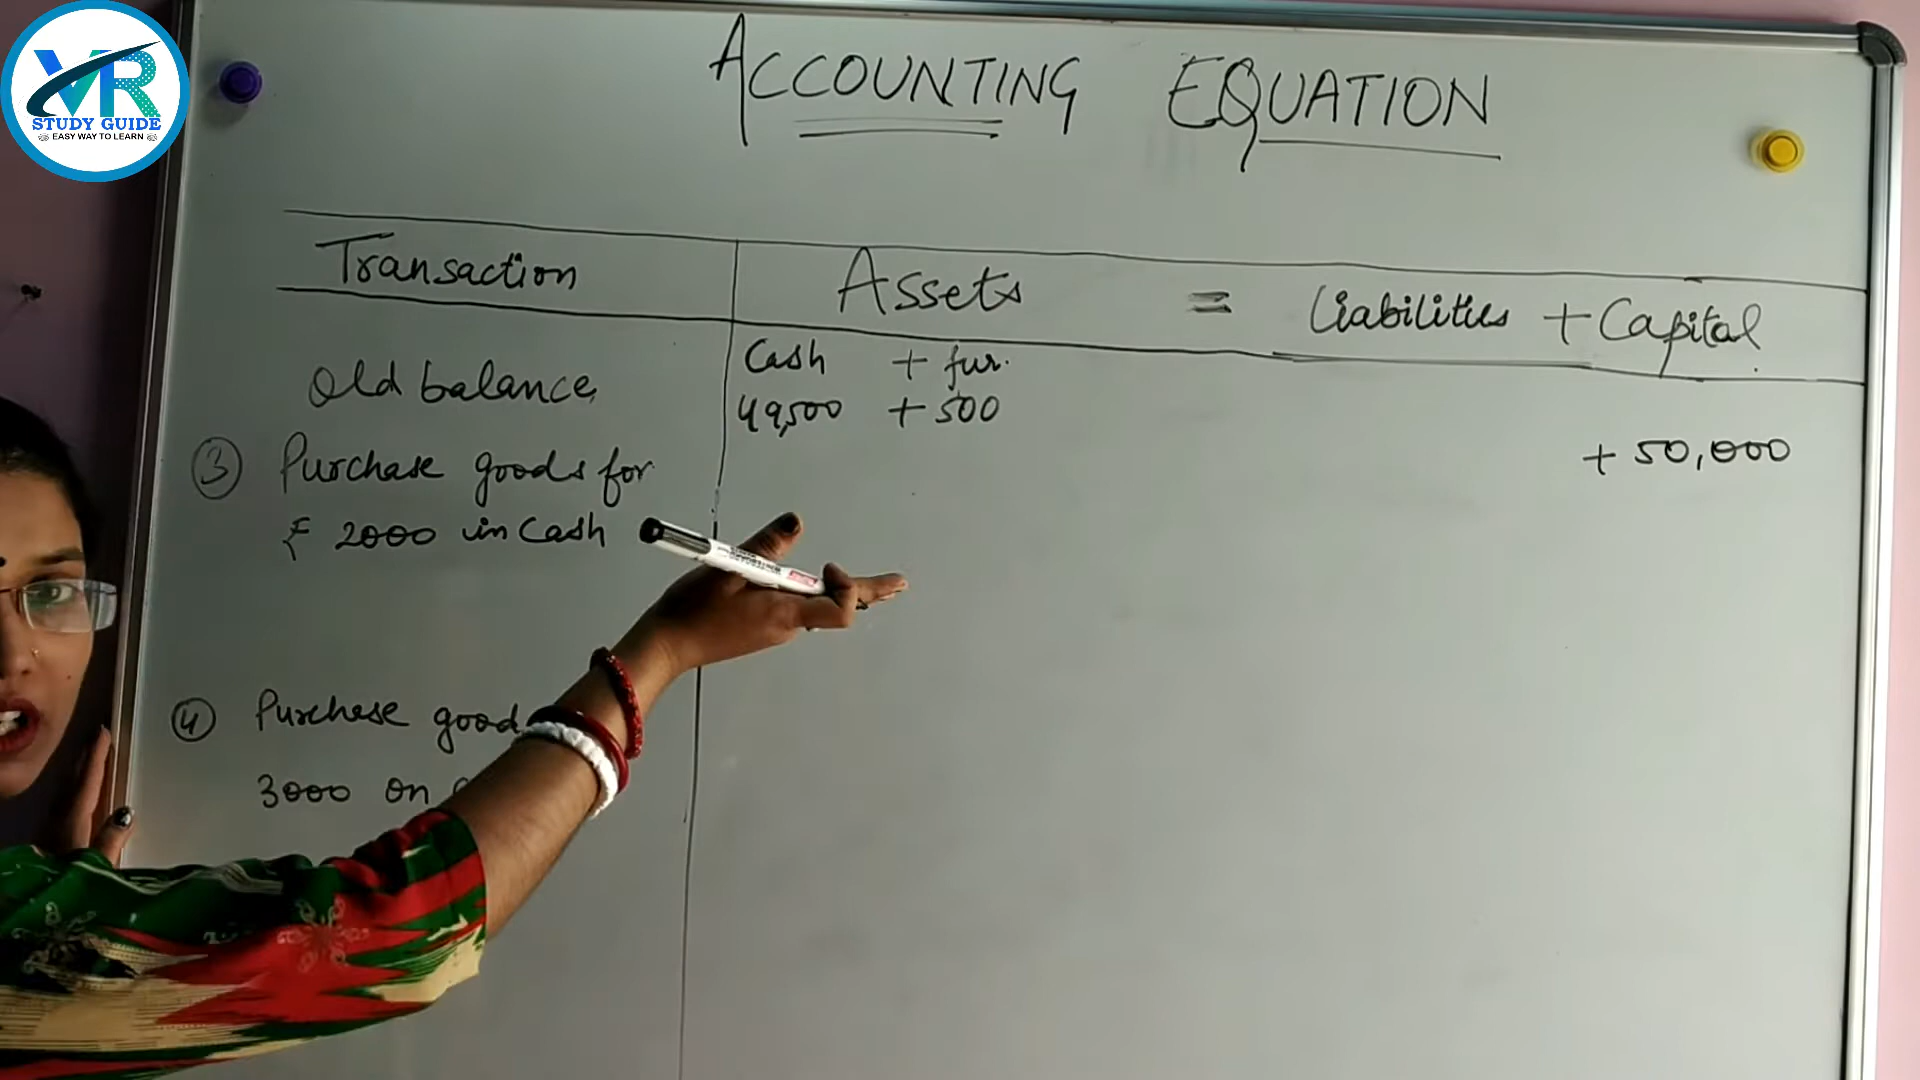 VR
STUDY GUIDE
EASY WAY TO LEARN
ACCOUNTING EQUATION
Transaction Assets = Liabilities + Capital
Old balance Cash + fur.
49,500 + 500
+ 50,000
③ Purchase goods for
₹ 2000 in Cash
④ Purchase good
3000 on